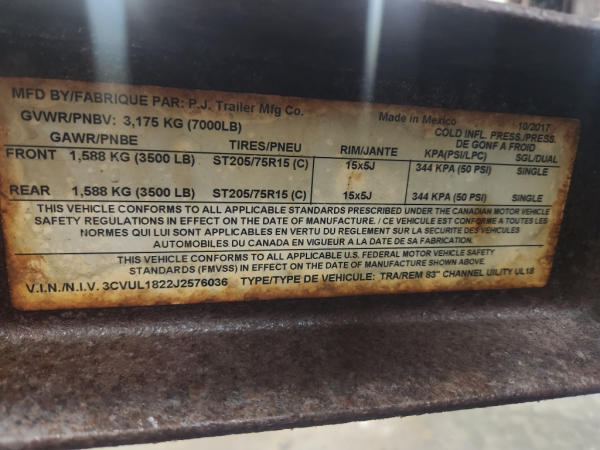 MFD BY/FABRIQUE PAR: P.J. Trailer Mfg Co. Made in Mexico 10/2017
GVWR/PNBV: 3,175 KG (7000LB) COLD INFL. PRESS./PRESS.
DE GONF A FROID
GAWR/PNBE TIRES/PNEU RIM/JANTE KPA(PSI/LPC) SGL/DUAL
FRONT 1,588 KG (3500 LB) ST205/75R15 (C) 15x5J 344 KPA (50 PSI) SINGLE
REAR 1,588 KG (3500 LB) ST205/75R15 (C) 15x5J 344 KPA (50 PSI) SINGLE
THIS VEHICLE CONFORMS TO ALL APPLICABLE STANDARDS PRESCRIBED UNDER THE CANADIAN MOTOR VEHICLE
SAFETY REGULATIONS IN EFFECT ON THE DATE OF MANUFACTURE. / CE VEHICULE EST CONFORME A TOUTES LES
NORMES QUI LUI SONT APPLICABLES EN VERTU DU REGLEMENT SUR LA SECURITE DES VEHICULES
AUTOMOBILES DU CANADA EN VIGUEUR A LA DATE DE SA FABRICATION.
THIS VEHICLE CONFORMS TO ALL APPLICABLE U.S. FEDERAL MOTOR VEHICLE SAFETY
STANDARDS (FMVSS) IN EFFECT ON THE DATE OF MANUFACTURE SHOWN ABOVE.
V.I.N./N.I.V. 3CVUL1822J2576036 TYPE/TYPE DE VEHICULE: TRA/REM 83" CHANNEL UILITY UL18